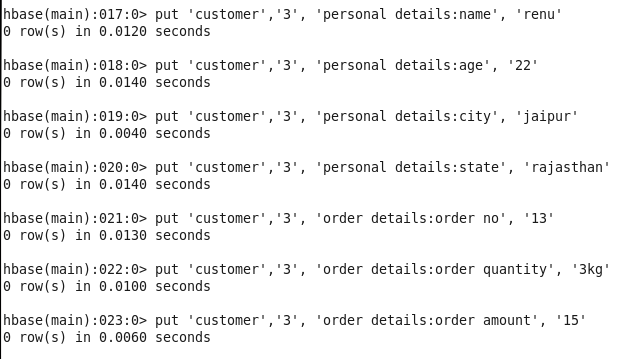 hbase(main):017:0> put 'customer','3', 'personal details:name', 'renu'
0 row(s) in 0.0120 seconds
hbase(main):018:0> put 'customer','3', 'personal details:age', '22'
0 row(s) in 0.0140 seconds
hbase(main):019:0> put 'customer','3', 'personal details:city', 'jaipur'
0 row(s) in 0.0040 seconds
hbase(main):020:0> put 'customer','3', 'personal details:state', 'rajasthan'
0 row(s) in 0.0140 seconds
hbase(main):021:0> put 'customer','3', 'order details:order no', '13'
0 row(s) in 0.0130 seconds
hbase(main):022:0> put 'customer','3', 'order details:order quantity', '3kg'
0 row(s) in 0.0100 seconds
hbase(main):023:0> put 'customer','3', 'order details:order amount', '15'
0 row(s) in 0.0060 seconds